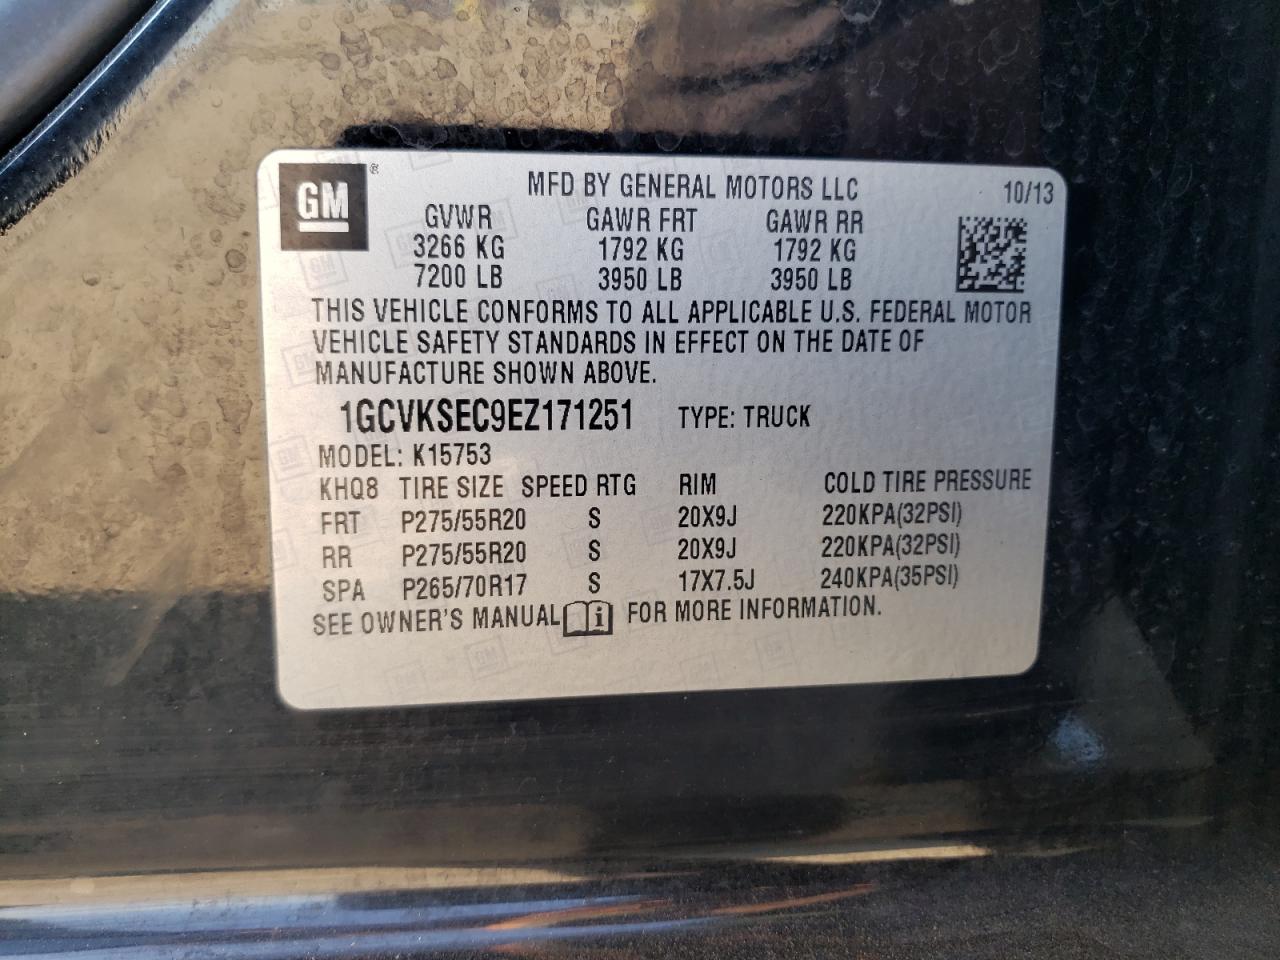 GM ® MFD BY GENERAL MOTORS LLC 10/13
GVWR GAWR FRT GAWR RR
3266 KG 1792 KG 1792 KG
7200 LB 3950 LB 3950 LB
THIS VEHICLE CONFORMS TO ALL APPLICABLE U.S. FEDERAL MOTOR
VEHICLE SAFETY STANDARDS IN EFFECT ON THE DATE OF
MANUFACTURE SHOWN ABOVE.
1GCVKSEC9EZ171251 TYPE: TRUCK
MODEL: K15753
KHQ8 TIRE SIZE SPEED RTG RIM COLD TIRE PRESSURE
FRT P275/55R20 S 20X9J 220KPA(32PSI)
RR P275/55R20 S 20X9J 220KPA(32PSI)
SPA P265/70R17 S 17X7.5J 240KPA(35PSI)
SEE OWNER'S MANUAL i FOR MORE INFORMATION.